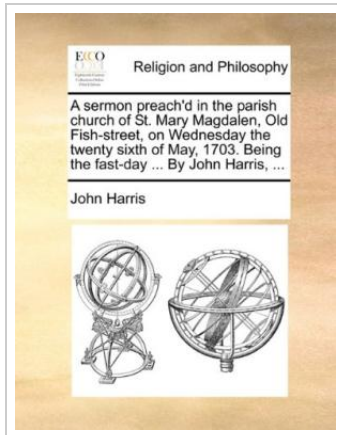 ECCO
Religion and Philosophy
A sermon preach'd in the parish
church of St. Mary Magdalen, Old
Fish-street, on Wednesday the
twenty sixth of May, 1703. Being
the fast-day ... By John Harris, ...
John Harris